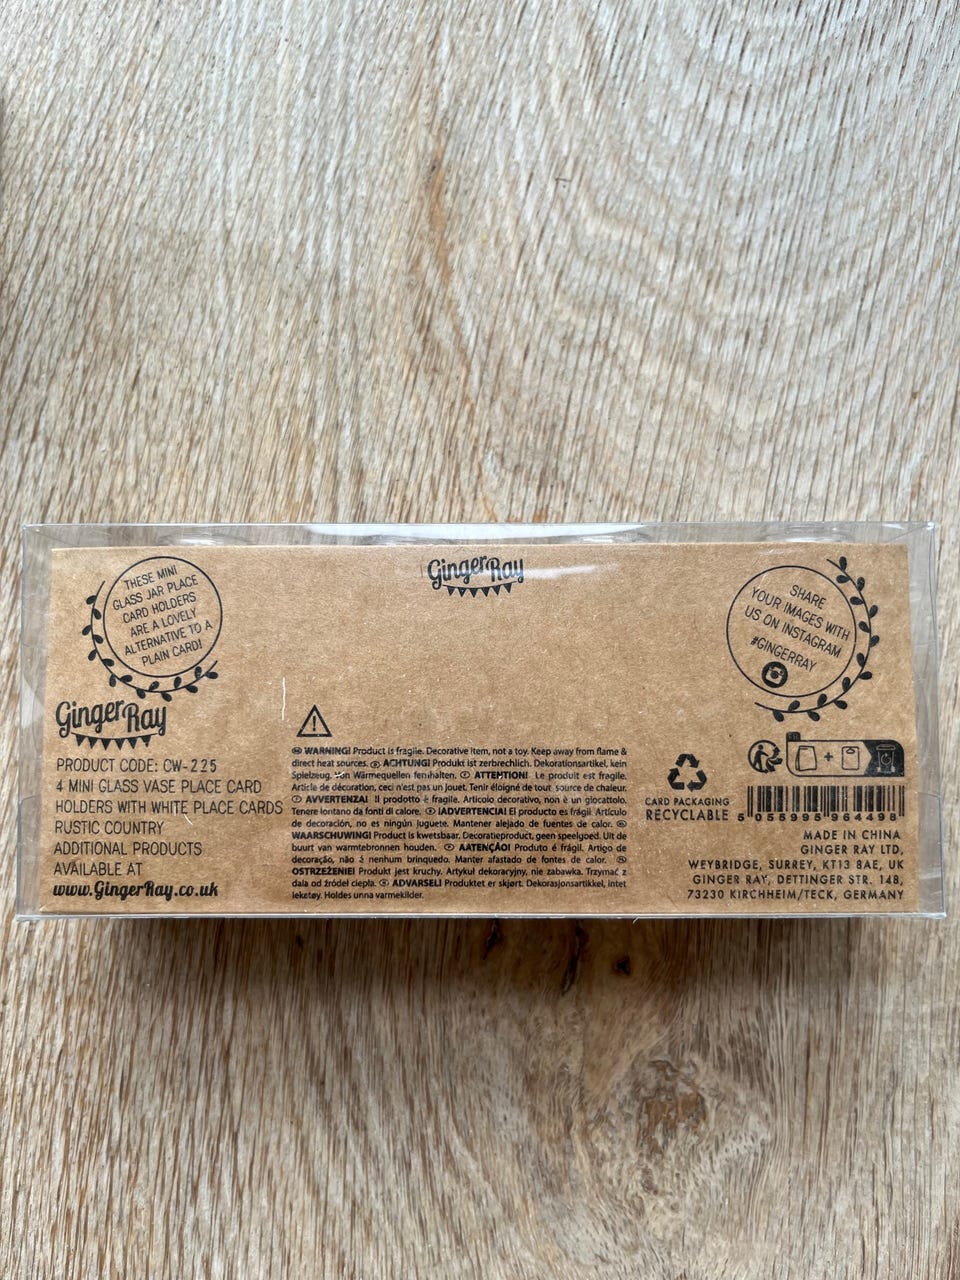 THESE MINI
GLASS JAR PLACE
CARD HOLDERS
ARE A LOVELY
ALTERNATIVE TO A
PLAIN CARD!
Ginger Ray
SHARE
YOUR IMAGES WITH
US ON INSTAGRAM
#GINGERRAY
Ginger Ray
PRODUCT CODE: CW-225
4 MINI GLASS VASE PLACE CARD
HOLDERS WITH WHITE PLACE CARDS
RUSTIC COUNTRY
ADDITIONAL PRODUCTS
AVAILABLE AT
www.GingerRay.co.uk
WARNING! Product is fragile. Decorative item, not a toy. Keep away from flame &
direct heat sources. ACHTUNG! Produkt ist zerbrechlich. Dekorationsartikel, kein
Spielzeug. Von Wärmequellen fernhalten. ATTEPTION! Le produit est fragile.
Article de décoration, ceci n'est pas un jouet. Tenir éloigné de tout source de chaleur.
AVVERTENZA! Il prodotto è fragile. Articolo decorativo, non è un giocattolo.
Tenere lontano da fonti di calore. ¡ADVERTENCIA! El producto es frágil Artículo
de decoración, no es ningún juguete. Mantener alejado de fuentes de calor.
WAARSCHUWING! Product is kwetsbaar. Decoratieproduct, geen speelgoed. Uit de
buurt van warmtebronnen houden. AATENÇÃO! Produto é frágil. Artigo de
decoração, não é nenhum brinquedo. Manter afastado de fontes de calor.
OSTRZEŻENIE! Produkt jest kruchy. Artykuł dekoracyjny, nie zabawka. Trzymać z
dala od źródeł ciepła. ADVARSEL! Produktet er skjørt. Dekorasjonsartikkel, intet
leketøy. Holdes unna varmekilder.
CARD PACKAGING
RECYCLABLE
5 055995 964498
MADE IN CHINA
GINGER RAY LTD,
WEYBRIDGE, SURREY, KT13 8AE, UK
GINGER RAY, DETTINGER STR. 148,
73230 KIRCHHEIM/TECK, GERMANY